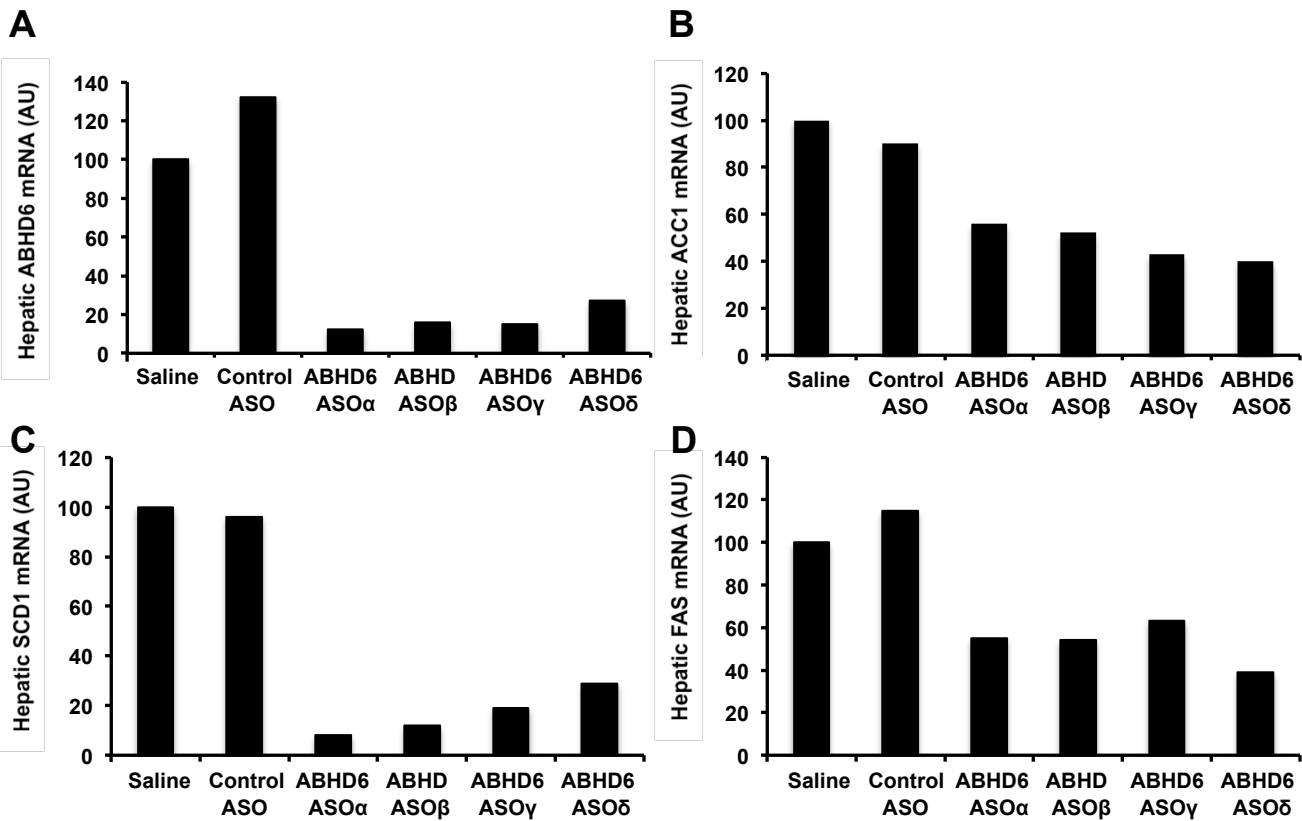 A
Hepatic ABHD6 mRNA (AU)
140
120
100
80
60
40
20
0
Saline Control ABHD6 ABHD ABHD6 ABHD6
ASO ASOα ASOβ ASOγ ASOδ
B
Hepatic ACC1 mRNA (AU)
120
100
80
60
40
20
0
Saline Control ABHD6 ABHD ABHD6 ABHD6
ASO ASOα ASOβ ASOγ ASOδ
C
Hepatic SCD1 mRNA (AU)
120
100
80
60
40
20
0
Saline Control ABHD6 ABHD ABHD6 ABHD6
ASO ASOα ASOβ ASOγ ASOδ
D
Hepatic FAS mRNA (AU)
140
120
100
80
60
40
20
0
Saline Control ABHD6 ABHD ABHD6 ABHD6
ASO ASOα ASOβ ASOγ ASOδ